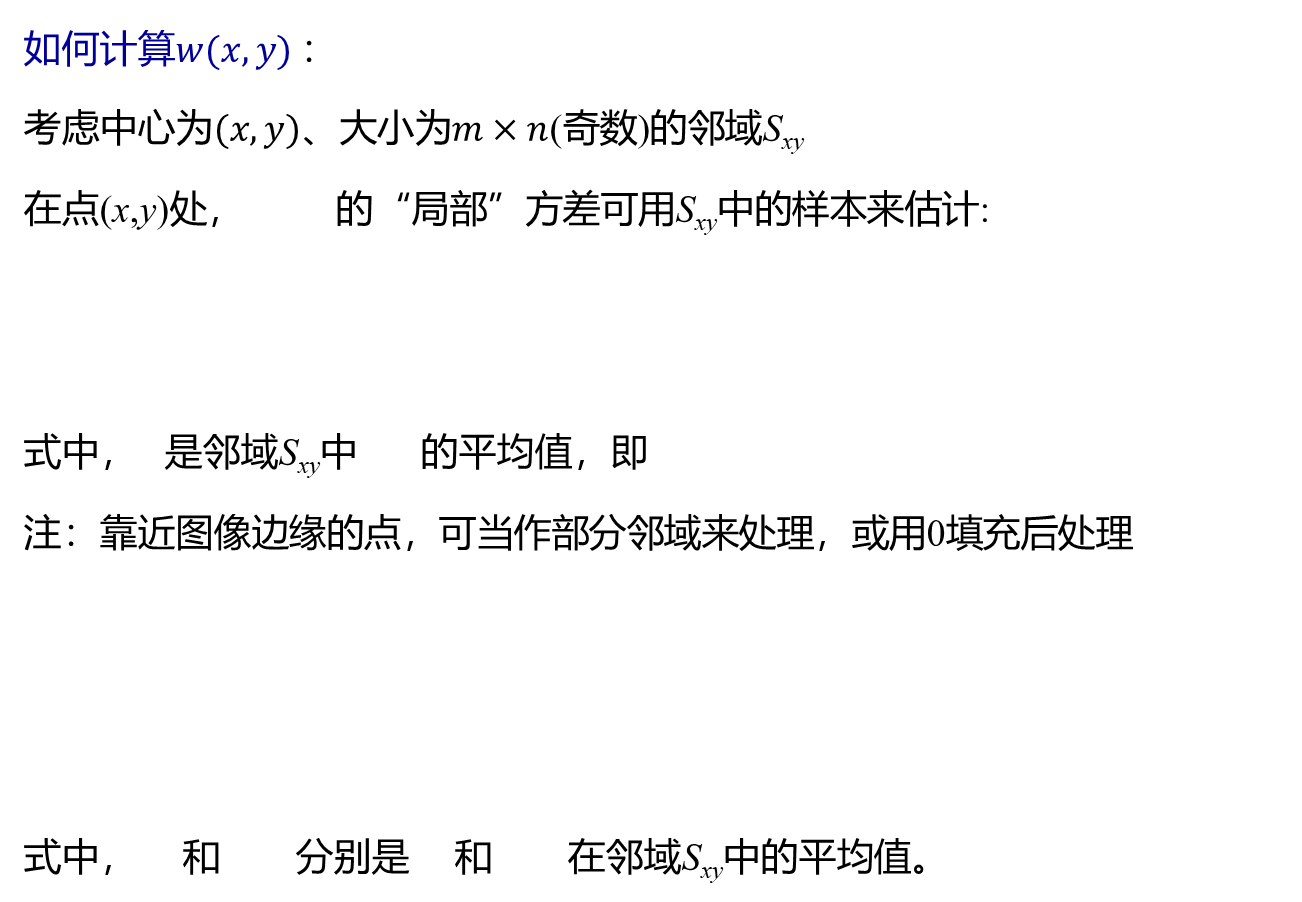 如何计算𝑤(𝑥, 𝑦)：
考虑中心为(𝑥, 𝑦)、大小为𝑚 × 𝑛(奇数)的邻域Sxy
在点(x,y)处， 的“局部”方差可用Sxy中的样本来估计:
式中， 是邻域Sxy中 的平均值，即
注：靠近图像边缘的点，可当作部分邻域来处理，或用0填充后处理
式中， 和 分别是 和 在邻域Sxy中的平均值。